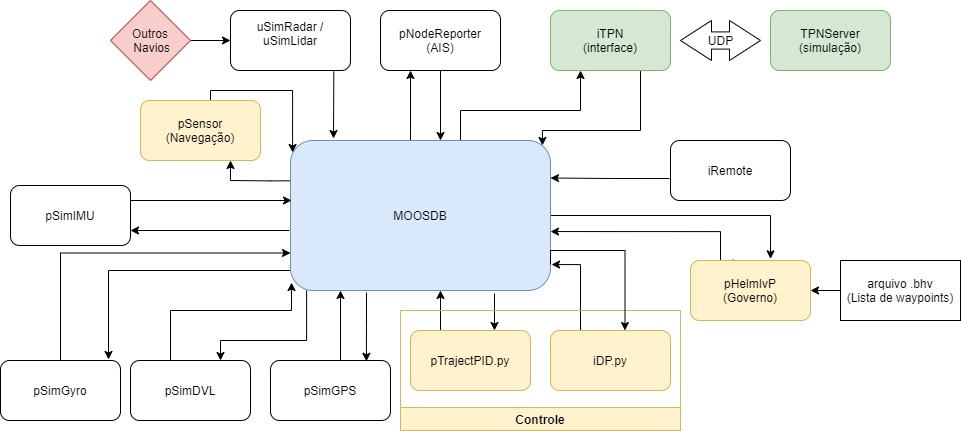 Outros
Navios
uSimRadar /
uSimLidar
pNodeReporter
(AIS)
iTPN
(interface)
UDP
TPNServer
(simulação)
pSensor
(Navegação)
iRemote
pSimIMU
MOOSDB
pHelmIvP
(Governo)
arquivo .bhv
(Lista de waypoints)
pSimGyro
pSimDVL
pSimGPS
pTrajectPID.py
iDP.py
Controle